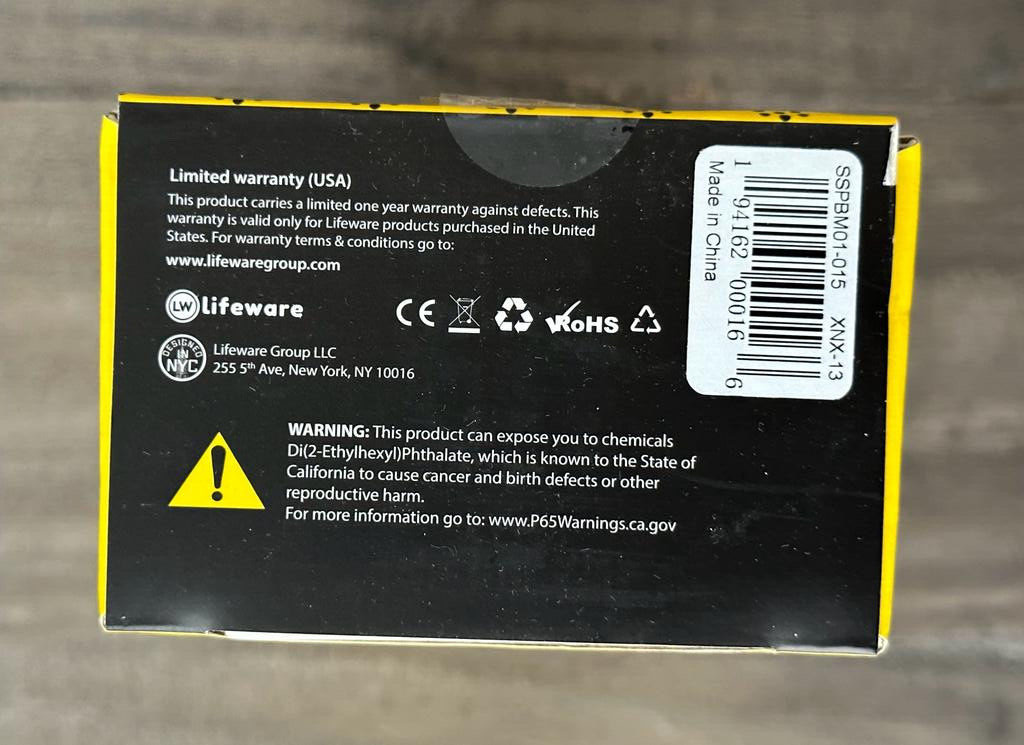 Limited warranty (USA)
This product carries a limited one year warranty against defects. This
warranty is valid only for Lifeware products purchased in the United
States. For warranty terms & conditions go to:
www.lifewaregroup.com
LW lifeware
CE
RoHS
DESIGNED
IN
NYC
Lifeware Group LLC
255 5th Ave, New York, NY 10016
WARNING: This product can expose you to chemicals
Di(2-Ethylhexyl)Phthalate, which is known to the State of
California to cause cancer and birth defects or other
reproductive harm.
For more information go to: www.P65Warnings.ca.gov
SSPBM01-015 XNX-13
1 94162 00016 6
Made in China